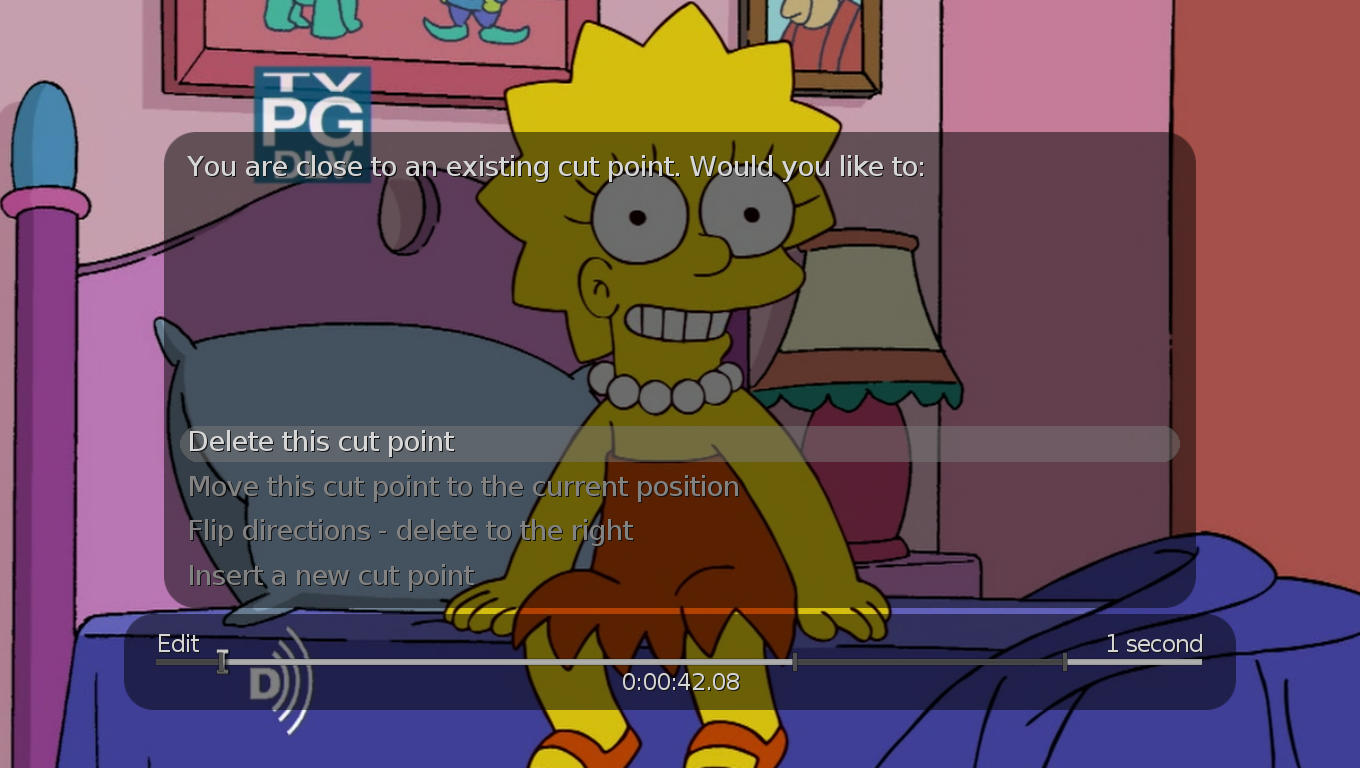 TV
PG
DLV
You are close to an existing cut point. Would you like to:
Delete this cut point
Move this cut point to the current position
Flip directions - delete to the right
Insert a new cut point
Edit
1 second
D
0:00:42.08